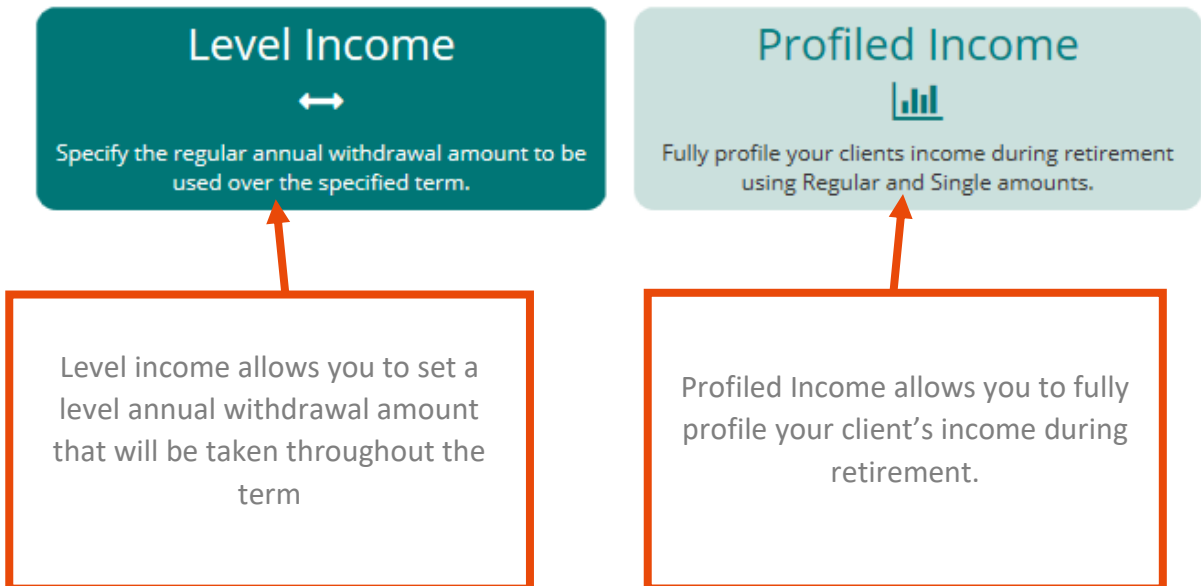 Level Income
Specify the regular annual withdrawal amount to be
used over the specified term.
Profiled Income
Fully profile your clients income during retirement
using Regular and Single amounts.
Level income allows you to set a
level annual withdrawal amount
that will be taken throughout the
term
Profiled Income allows you to fully
profile your client’s income during
retirement.